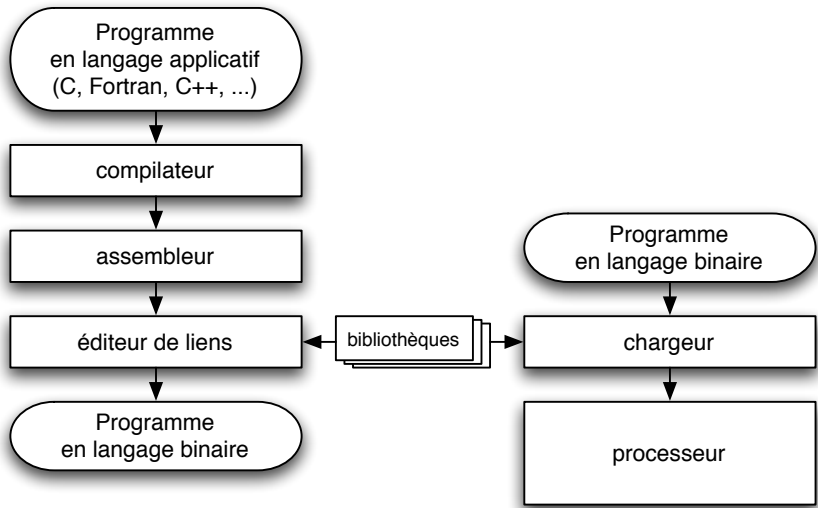 Programme
en langage applicatif
(C, Fortran, C++, ...)
compilateur
assembleur
éditeur de liens
Programme
en langage binaire
bibliothèques
Programme
en langage binaire
chargeur
processeur